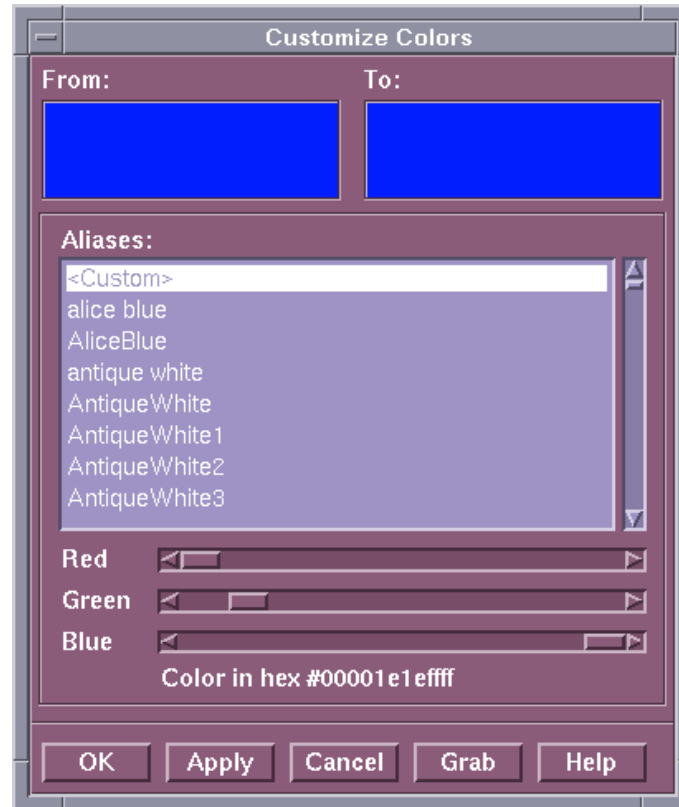 Customize Colors
From: To:
Aliases:
<Custom>
alice blue
AliceBlue
antique white
AntiqueWhite
AntiqueWhite1
AntiqueWhite2
AntiqueWhite3
Red
Green
Blue
Color in hex #00001e1effff
OK Apply Cancel Grab Help